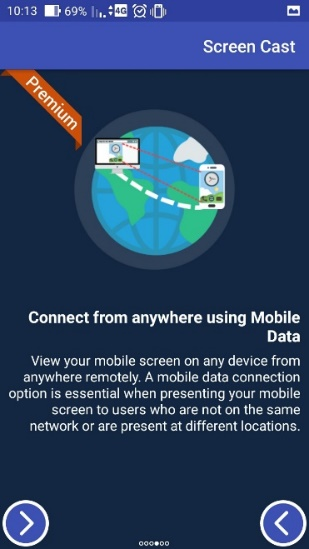 10:13 69% 4G
Screen Cast
Premium
Connect from anywhere using Mobile
Data
View your mobile screen on any device from
anywhere remotely. A mobile data connection
option is essential when presenting your mobile
screen to users who are not on the same
network or are present at different locations.